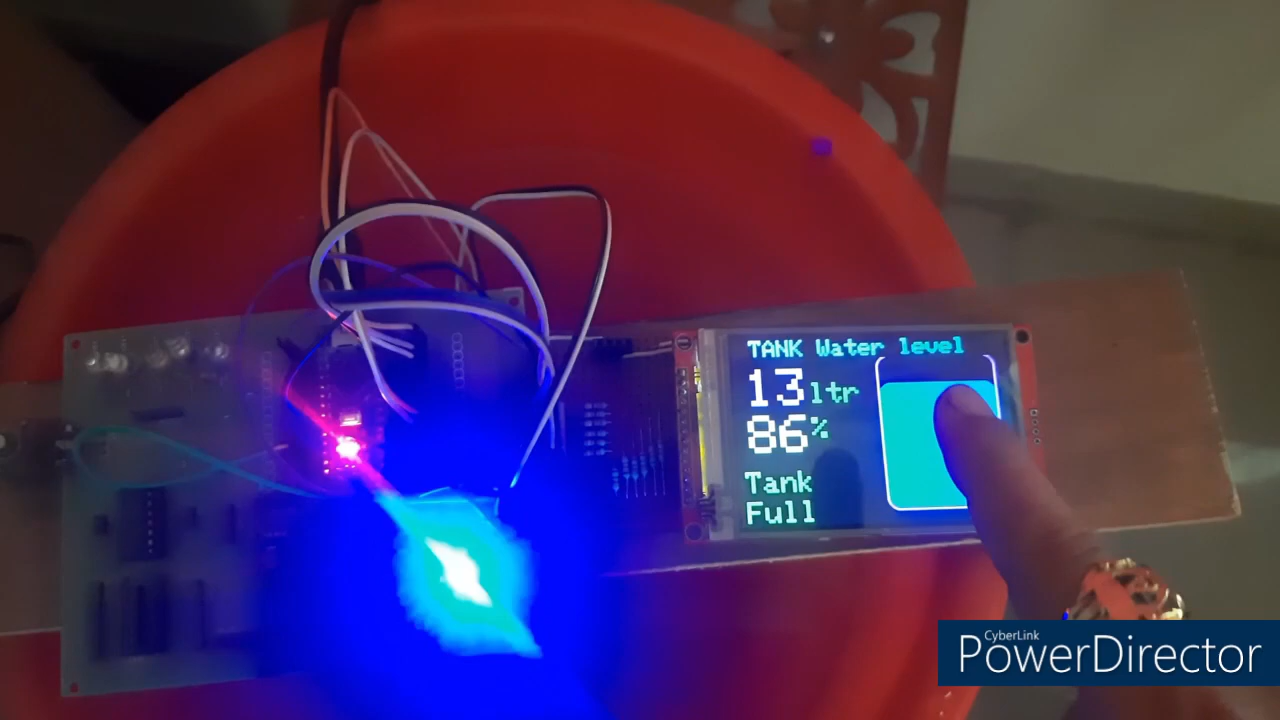 TANK Water level
13ltr
86%
Tank
Full
CyberLink
PowerDirector